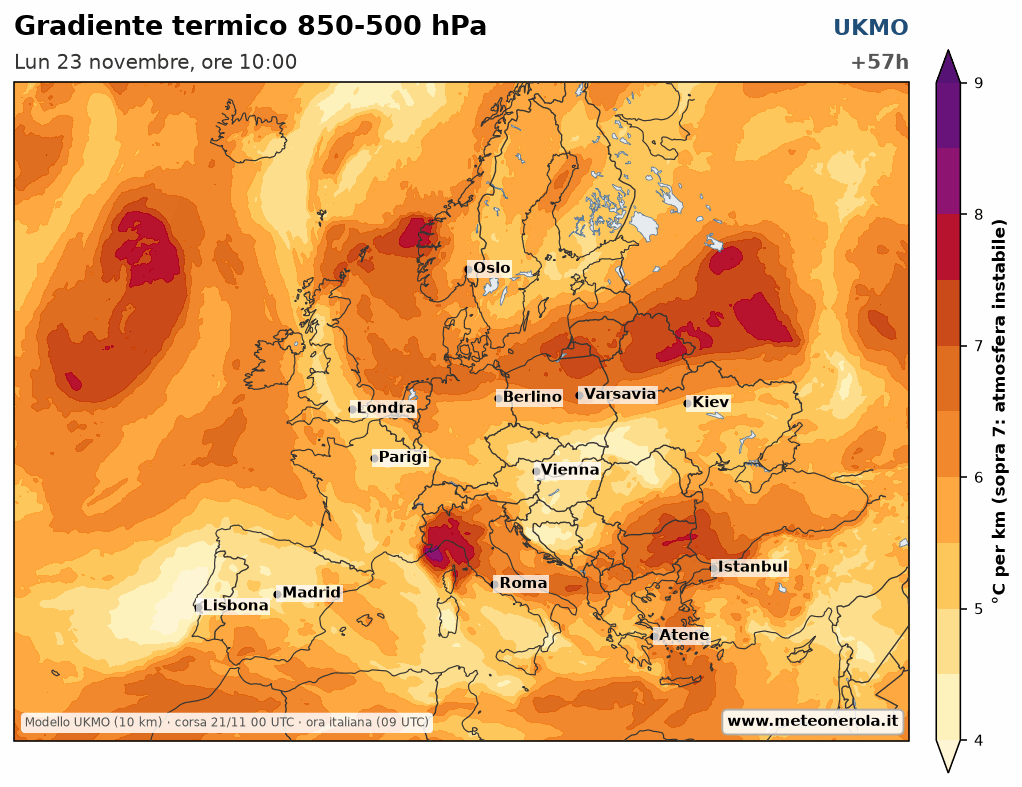 Gradiente termico 850-500 hPa
UKMO
Lun 23 novembre, ore 10:00
+57h
9
8
7
6
5
4
°C per km (sopra 7: atmosfera instabile)
Oslo
Londra
Berlino
Varsavia
Kiev
Parigi
Vienna
Istanbul
Roma
Madrid
Lisbona
Atene
Modello UKMO (10 km) · corsa 21/11 00 UTC · ora italiana (09 UTC)
www.meteonerola.it